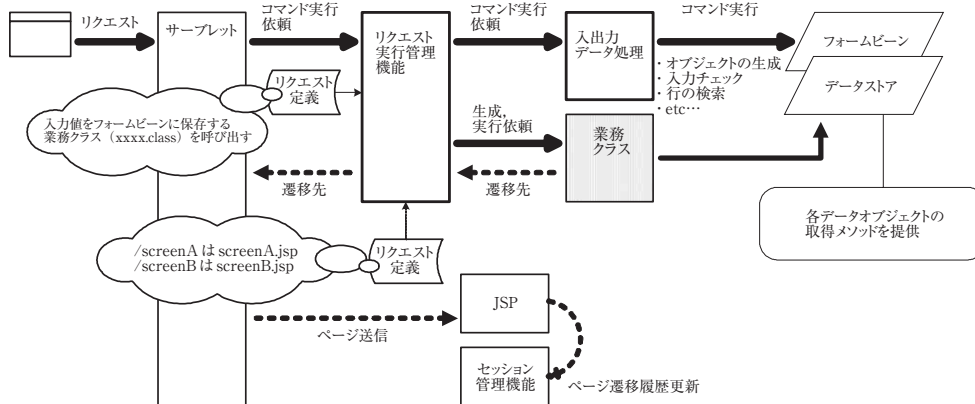 リクエスト
サーブレット
コマンド実行
依頼
リクエスト
実行管理
機能
コマンド実行
依頼
入出力
データ処理
コマンド実行
・オブジェクトの生成
・入力チェック
・行の検索
・etc…
フォームビーン
データストア
リクエスト
定義
入力値をフォームビーンに保存する
業務クラス（xxxx.class）を呼び出す
生成，
実行依頼
業務
クラス
遷移先
遷移先
各データオブジェクトの
取得メソッドを提供
/screenA は screenA.jsp
/screenB は screenB.jsp
リクエスト
定義
JSP
ページ送信
セッション
管理機能
ページ遷移履歴更新